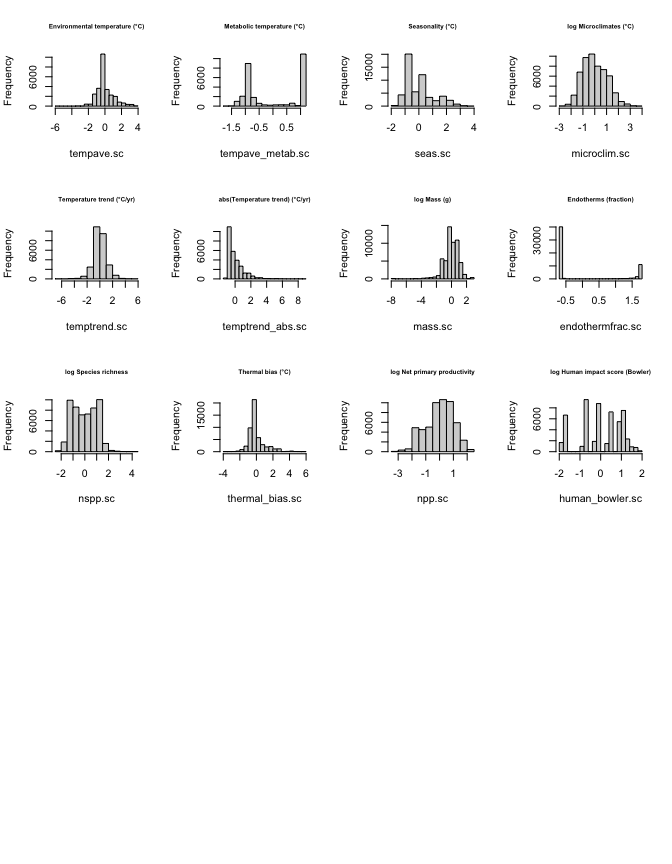 Environmental temperature (°C)
Frequency
0
6000
-6
-2
0
2
4
tempave.sc
Metabolic temperature (°C)
Frequency
0
6000
-1.5
-0.5
0.5
tempave_metab.sc
Seasonality (°C)
Frequency
0
15000
-2
0
2
4
seas.sc
log Microclimates (°C)
Frequency
0
6000
-3
-1
1
3
microclim.sc
Temperature trend (°C/yr)
Frequency
0
6000
-6
-2
2
6
temptrend.sc
abs(Temperature trend) (°C/yr)
Frequency
0
6000
0
2
4
6
8
temptrend_abs.sc
log Mass (g)
Frequency
0
10000
-8
-4
0
2
mass.sc
Endotherms (fraction)
Frequency
0
30000
-0.5
0.5
1.5
endothermfrac.sc
log Species richness
Frequency
0
6000
-2
0
2
4
nspp.sc
Thermal bias (°C)
Frequency
0
15000
-4
-2
0
2
4
6
thermal_bias.sc
log Net primary productivity
Frequency
0
6000
-3
-1
1
npp.sc
log Human impact score (Bowler)
Frequency
0
6000
-2
-1
0
1
2
human_bowler.sc